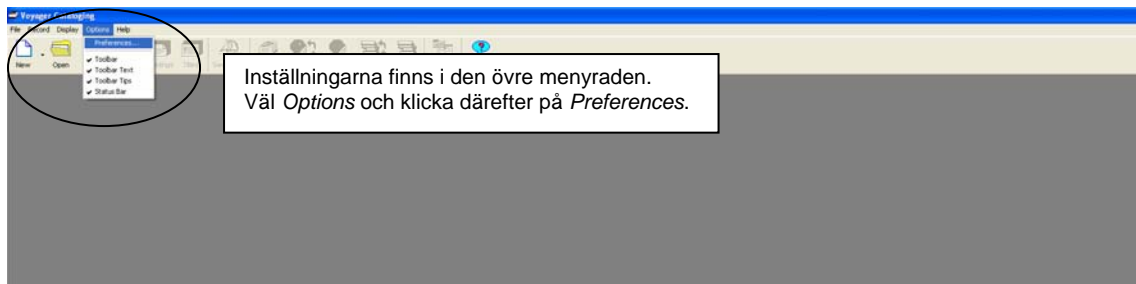 Voyager Cataloging
File Record Display Options Help
Preferences...
New Open
Toolbar
Toolbar Text
Toolbar Tips
Status Bar
Inställningarna finns i den övre menyraden.
Väl Options och klicka därefter på Preferences.